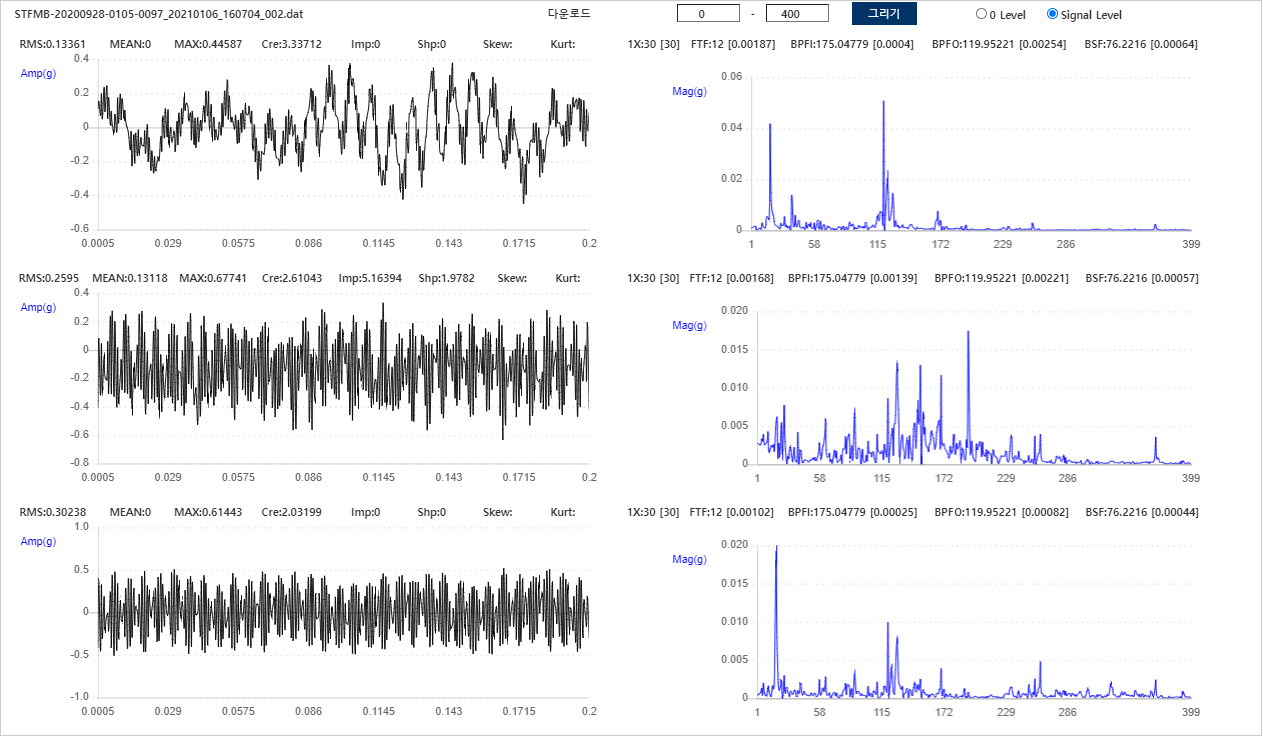 STFMB-20200928-0105-0097_20210106_160704_002.dat 다운로드 0 - 400 그리기 0 Level Signal Level
RMS:0.13361 MEAN:0 MAX:0.44587 Cre:3.33712 Imp:0 Shp:0 Skew: Kurt:
Amp(g)
0.4
0.2
0
-0.2
-0.4
-0.6
0.0005 0.029 0.0575 0.086 0.1145 0.143 0.1715 0.2
1X:30 [30] FTF:12 [0.00187] BPFI:175.04779 [0.0004] BPFO:119.95221 [0.00254] BSF:76.2216 [0.00064]
Mag(g)
0.06
0.04
0.02
0
1 58 115 172 229 286 399
RMS:0.2595 MEAN:0.13118 MAX:0.67741 Cre:2.61043 Imp:5.16394 Shp:1.9782 Skew: Kurt:
Amp(g)
0.4
0.2
0
-0.2
-0.4
-0.6
-0.8
0.0005 0.029 0.0575 0.086 0.1145 0.143 0.1715 0.2
1X:30 [30] FTF:12 [0.00168] BPFI:175.04779 [0.00139] BPFO:119.95221 [0.00221] BSF:76.2216 [0.00057]
Mag(g)
0.020
0.015
0.010
0.005
0
1 58 115 172 229 286 399
RMS:0.30238 MEAN:0 MAX:0.61443 Cre:2.03199 Imp:0 Shp:0 Skew: Kurt:
Amp(g)
1.0
0.5
0
-0.5
-1.0
0.0005 0.029 0.0575 0.086 0.1145 0.143 0.1715 0.2
1X:30 [30] FTF:12 [0.00102] BPFI:175.04779 [0.00025] BPFO:119.95221 [0.00082] BSF:76.2216 [0.00044]
Mag(g)
0.020
0.015
0.010
0.005
0
1 58 115 172 229 286 399